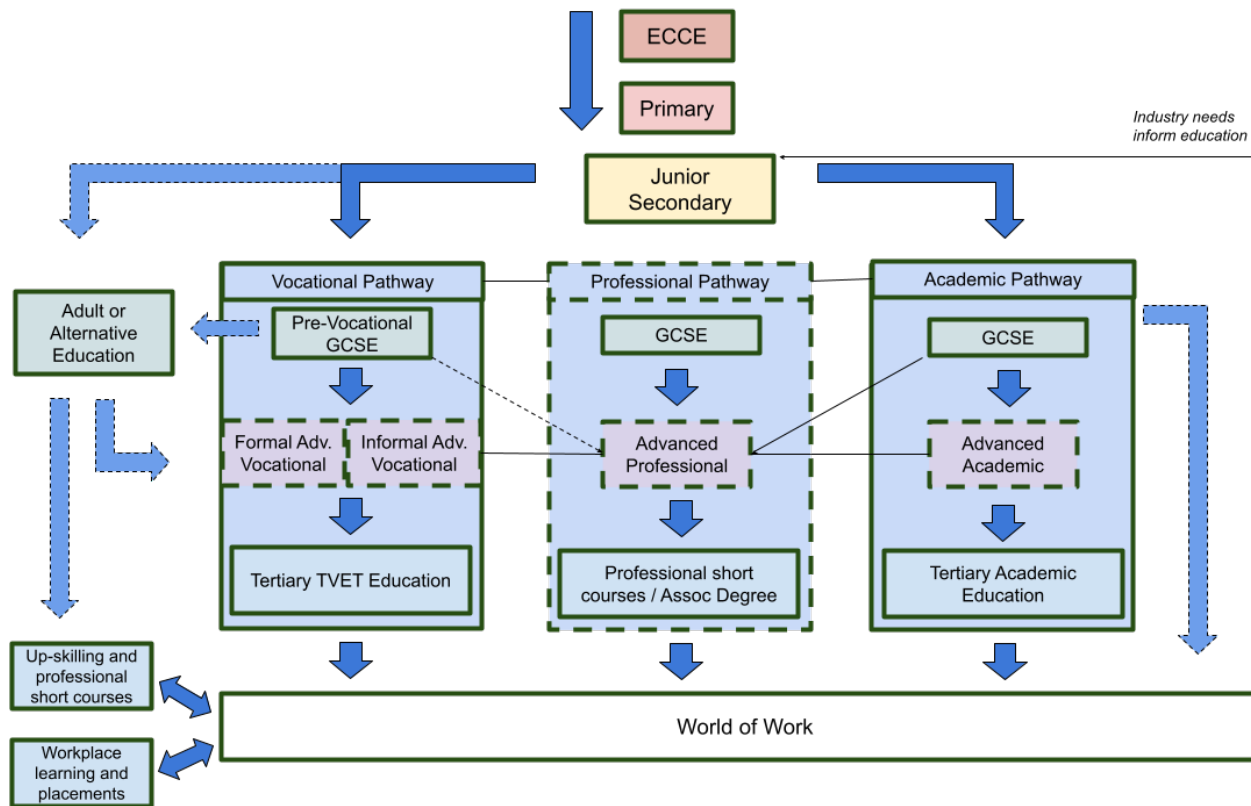 ECCE
Primary
Industry needs
inform education
Junior
Secondary
Vocational Pathway
Professional Pathway
Academic Pathway
Adult or
Alternative
Education
Pre-Vocational
GCSE
GCSE
GCSE
Formal Adv.
Vocational
Informal Adv.
Vocational
Advanced
Professional
Advanced
Academic
Tertiary TVET Education
Professional short
courses / Assoc Degree
Tertiary Academic
Education
Up-skilling and
professional
short courses
World of Work
Workplace
learning and
placements